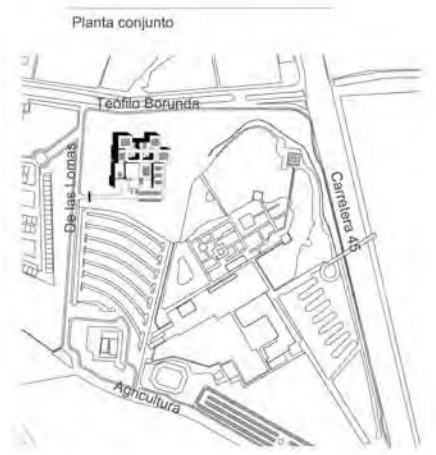 Planta conjunto
Teófilo Borunda
De las Lomas
Carretera 45
Agricultura